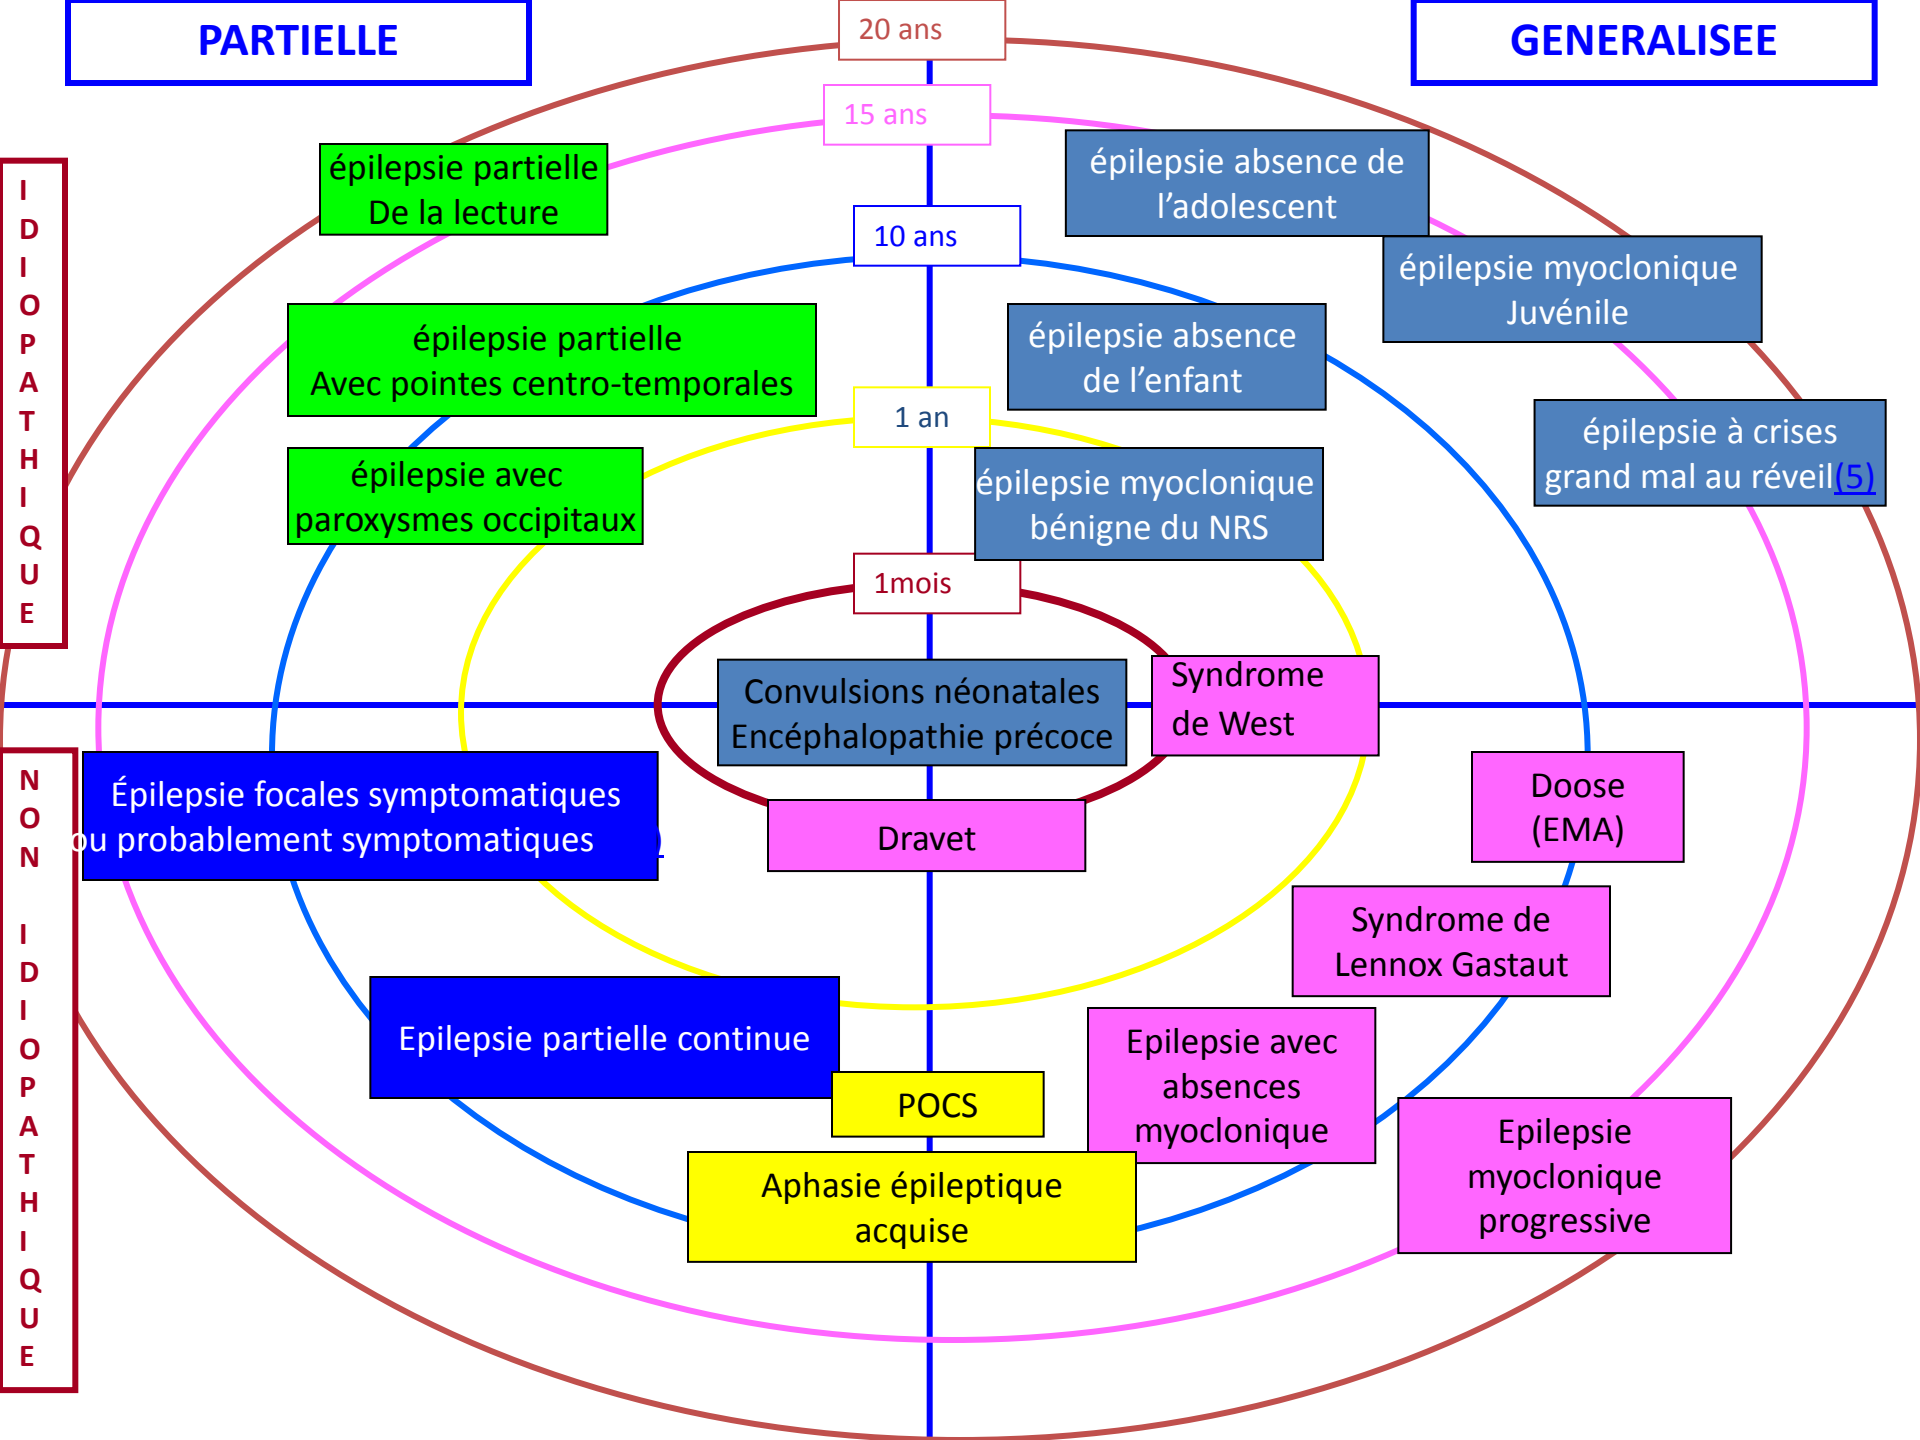 PARTIELLE
20 ans
GENERALISEE
15 ans
épilepsie partielle
De la lecture
épilepsie absence de
l’adolescent
10 ans
épilepsie myoclonique
Juvénile
IDIOPATHIQUE
épilepsie partielle
Avec pointes centro-temporales
épilepsie absence
de l’enfant
1 an
épilepsie à crises
grand mal au réveil(5)
épilepsie avec
paroxysmes occipitaux
épilepsie myoclonique
bénigne du NRS
1mois
Convulsions néonatales
Encéphalopathie précoce
Syndrome
de West
NON IDIOPATHIQUE
Épilepsie focales symptomatiques
ou probablement symptomatiques )
Dravet
Doose
(EMA)
Syndrome de
Lennox Gastaut
Epilepsie partielle continue
Epilepsie avec
absences
myoclonique
POCS
Epilepsie
myoclonique
progressive
Aphasie épileptique
acquise